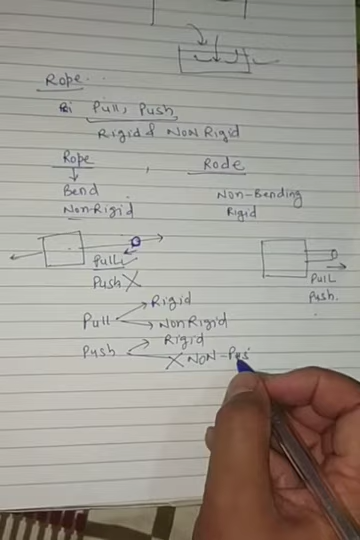 Rope..
Pull, Push,
Rigid & NON Rigid
Rope , Rode
Bend Non-Bending
Non-Rigid Rigid
Pull
Push X
Pull
Push.
Rigid
Pull
NonRigid
Rigid
Push
X NON-Pus